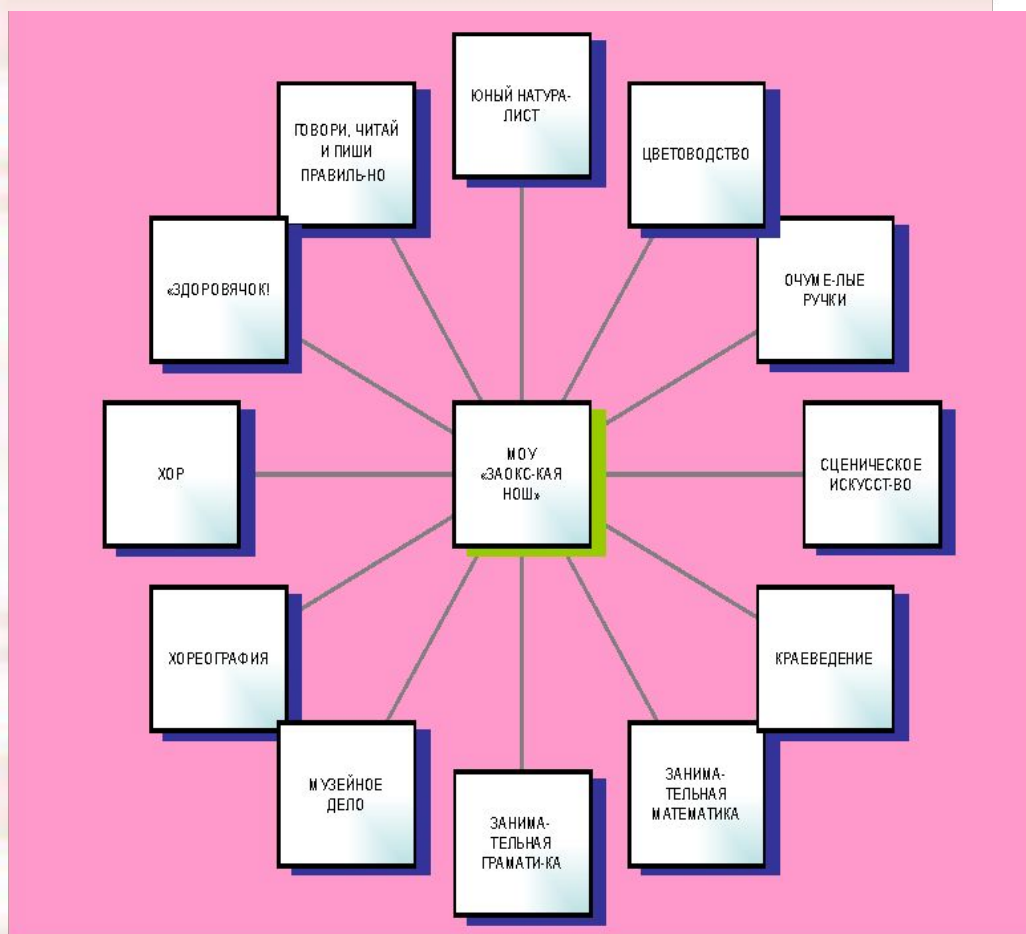 ЮНЫЙ НАТУРА-
ЛИСТ
ГОВОРИ, ЧИТАЙ
И ПИШИ
ПРАВИЛЬ-НО
ЦВЕТОВОДСТВО
«ЗДОРОВЯЧОК!
ОЧУМЕ-ЛЫЕ
РУЧКИ
ХОР
МОУ
«ЗАОКС-КАЯ
НОШ»
СЦЕНИЧЕСКОЕ
ИСКУССТ-ВО
ХОРЕОГРАФИЯ
КРАЕВЕДЕНИЕ
МУЗЕЙНОЕ
ДЕЛО
ЗАНИМА-
ТЕЛЬНАЯ
МАТЕМАТИКА
ЗАНИМА-
ТЕЛЬНАЯ
ГРАМАТИ-КА